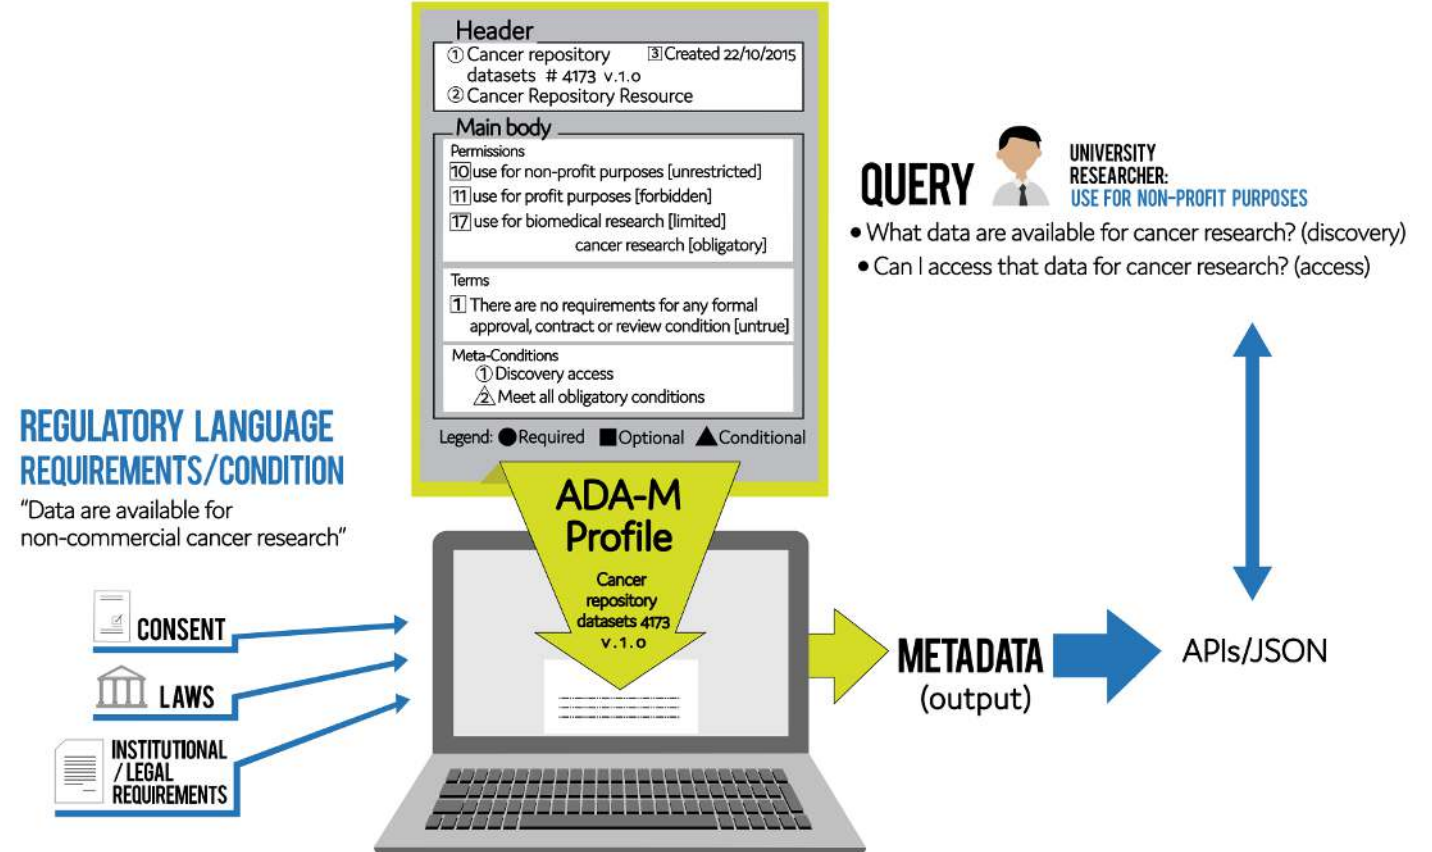 Header
① Cancer repository
datasets # 4173 v.1.0
3 Created 22/10/2015
② Cancer Repository Resource
Main body
Permissions
10 use for non-profit purposes [unrestricted]
11 use for profit purposes [forbidden]
17 use for biomedical research [limited]
cancer research [obligatory]
Terms
1 There are no requirements for any formal
approval, contract or review condition [untrue]
Meta-Conditions
① Discovery access
2 Meet all obligatory conditions
Legend: ●Required ■Optional ▲Conditional
QUERY
UNIVERSITY
RESEARCHER:
USE FOR NON-PROFIT PURPOSES
• What data are available for cancer research? (discovery)
• Can I access that data for cancer research? (access)
REGULATORY LANGUAGE
REQUIREMENTS/CONDITION
“Data are available for
non-commercial cancer research”
CONSENT
LAWS
INSTITUTIONAL
/ LEGAL
REQUIREMENTS
ADA-M
Profile
Cancer
repository
datasets 4173
v.1.0
METADATA
(output)
APIs/JSON